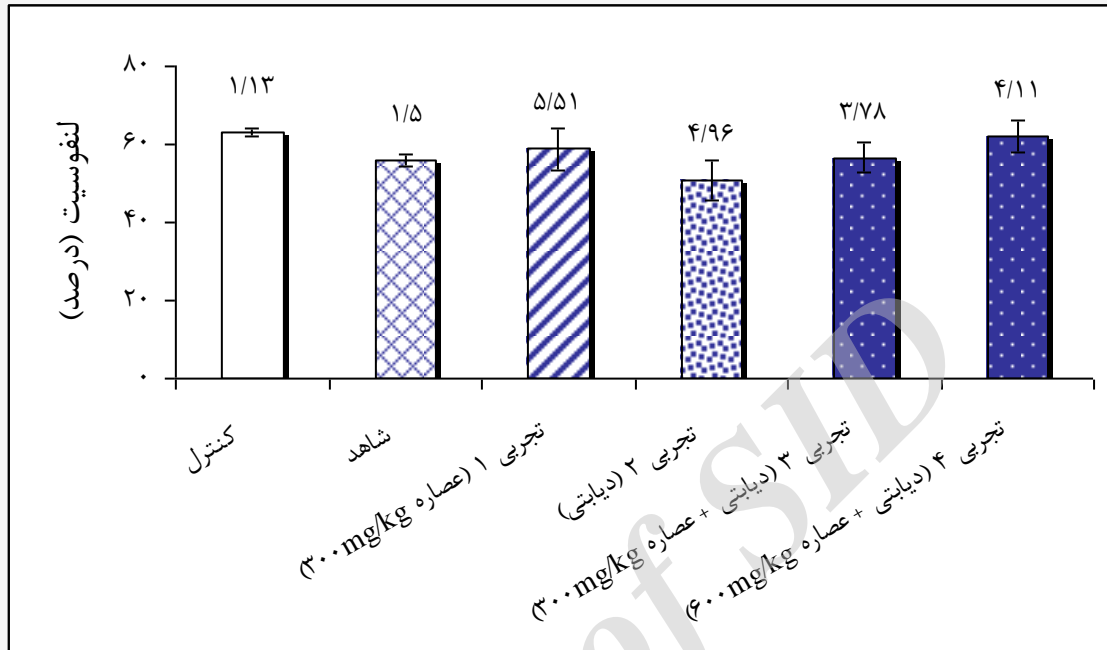 لنفوسیت (درصد)
۸۰
۶۰
۴۰
۲۰
۰
۱/۱۳
۱/۵
۵/۵۱
۴/۹۶
۳/۷۸
۴/۱۱
کنترل
شاهد
تجربی ۱ (عصاره ۳۰۰mg/kg)
تجربی ۲ (دیابتی)
تجربی ۳ (دیابتی + عصاره ۳۰۰mg/kg)
تجربی ۴ (دیابتی + عصاره ۶۰۰mg/kg)
of SID